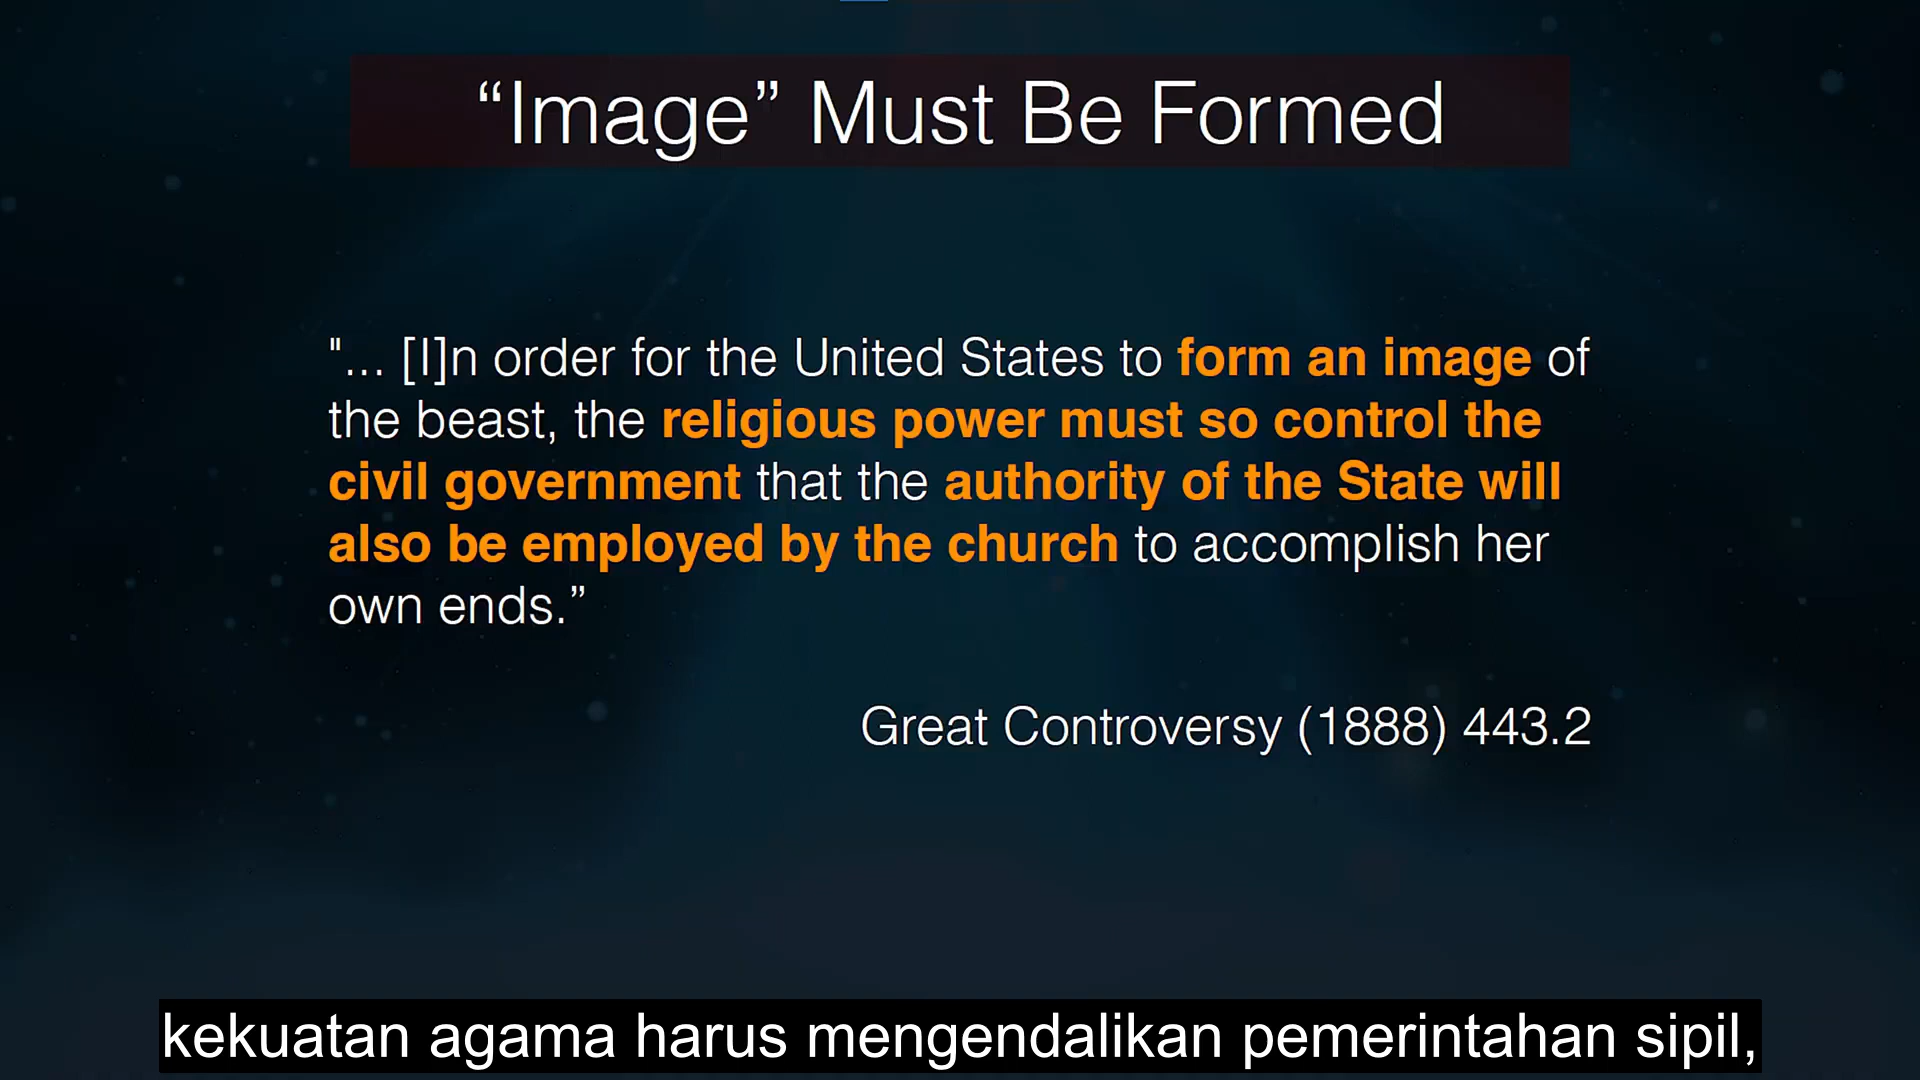 “Image” Must Be Formed
"... [I]n order for the United States to form an image of
the beast, the religious power must so control the
civil government that the authority of the State will
also be employed by the church to accomplish her
own ends.”
Great Controversy (1888) 443.2
kekuatan agama harus mengendalikan pemerintahan sipil,